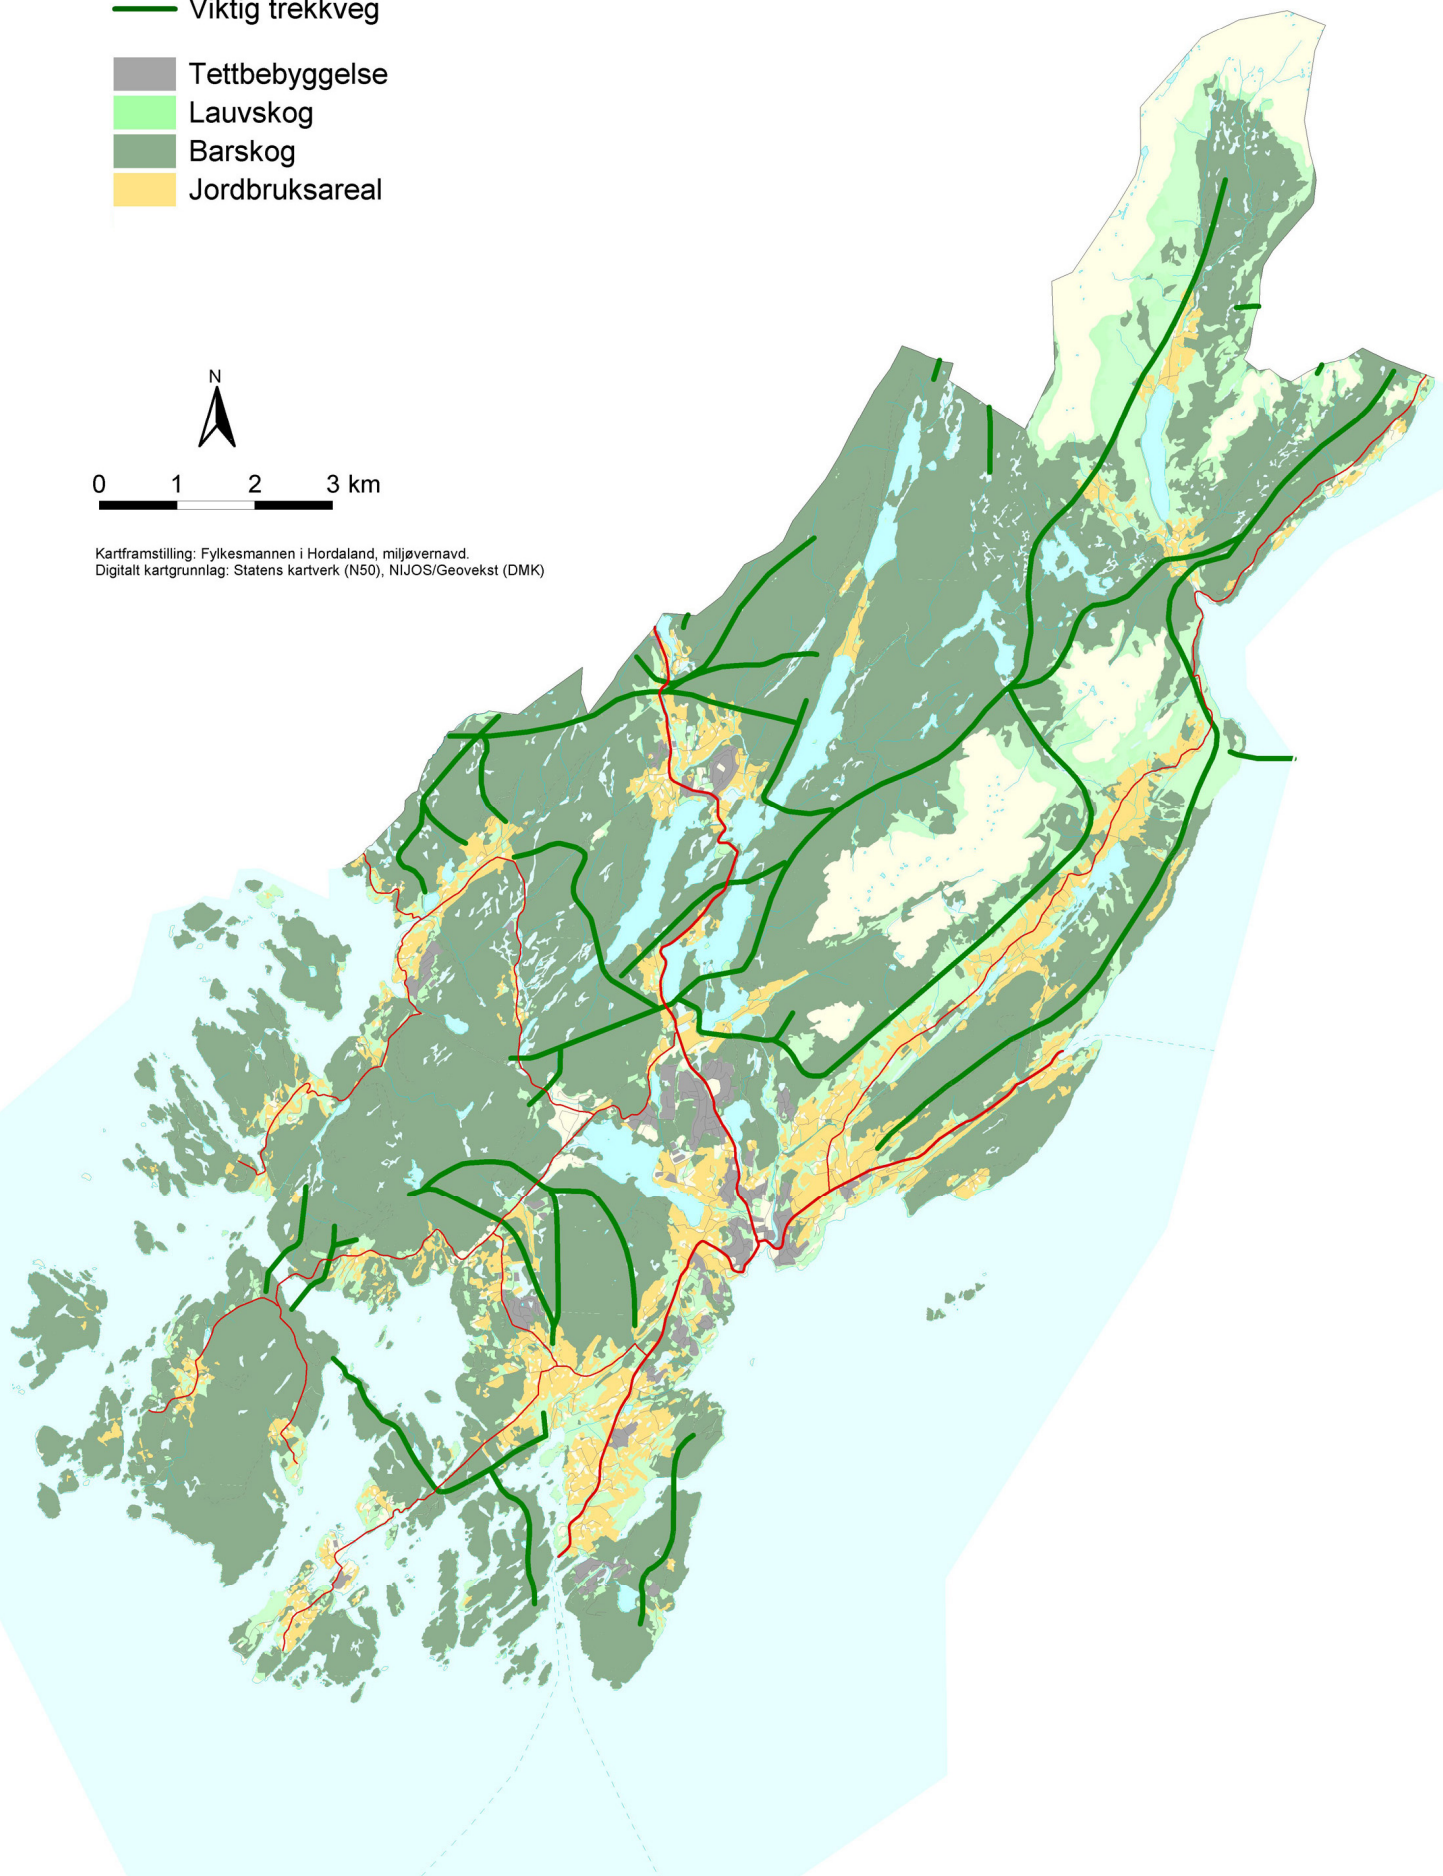 Viktig trekkveg
Tettbebyggelse
Lauvskog
Barskog
Jordbruksareal
N
0 1 2 3 km
Kartframstilling: Fylkesmannen i Hordaland, miljøvernavd.
Digitalt kartgrunnlag: Statens kartverk (N50), NIJOS/Geovekst (DMK)